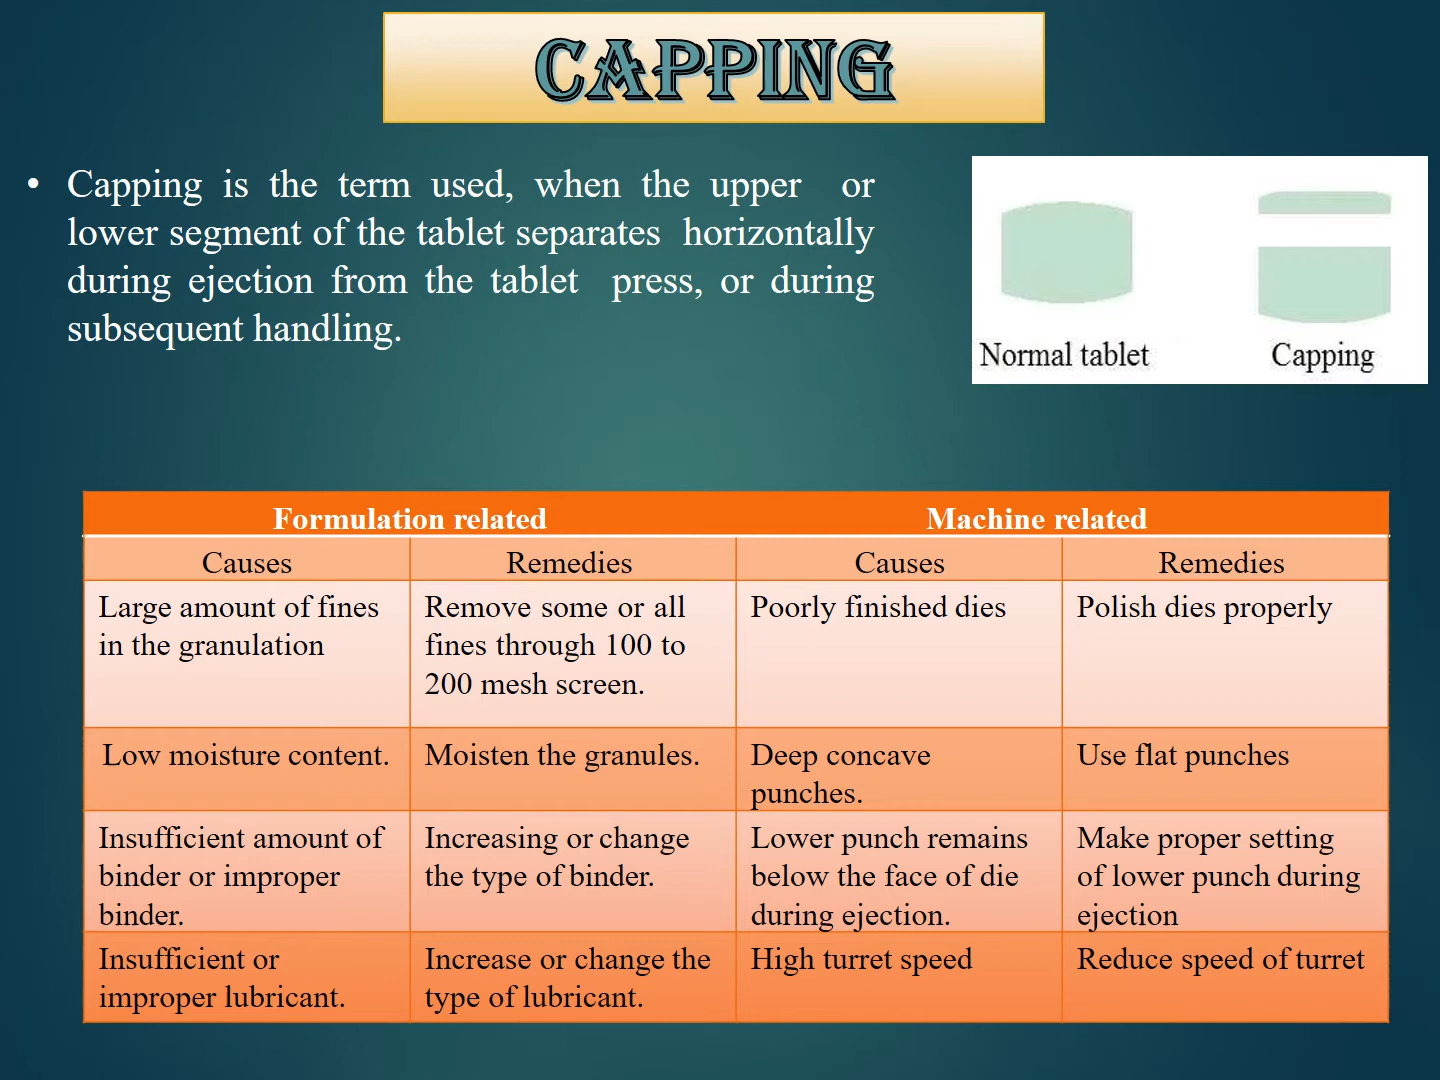 CAPPING
• Capping is the term used, when the upper or
lower segment of the tablet separates horizontally
during ejection from the tablet press, or during
subsequent handling.
Normal tablet
Capping
Formulation related
Machine related
Causes
Remedies
Causes
Remedies
Large amount of fines
in the granulation
Remove some or all
fines through 100 to
200 mesh screen.
Poorly finished dies
Polish dies properly
Low moisture content.
Moisten the granules.
Deep concave
punches.
Use flat punches
Insufficient amount of
binder or improper
binder.
Increasing or change
the type of binder.
Lower punch remains
below the face of die
during ejection.
Make proper setting
of lower punch during
ejection
Insufficient or
improper lubricant.
Increase or change the
type of lubricant.
High turret speed
Reduce speed of turret